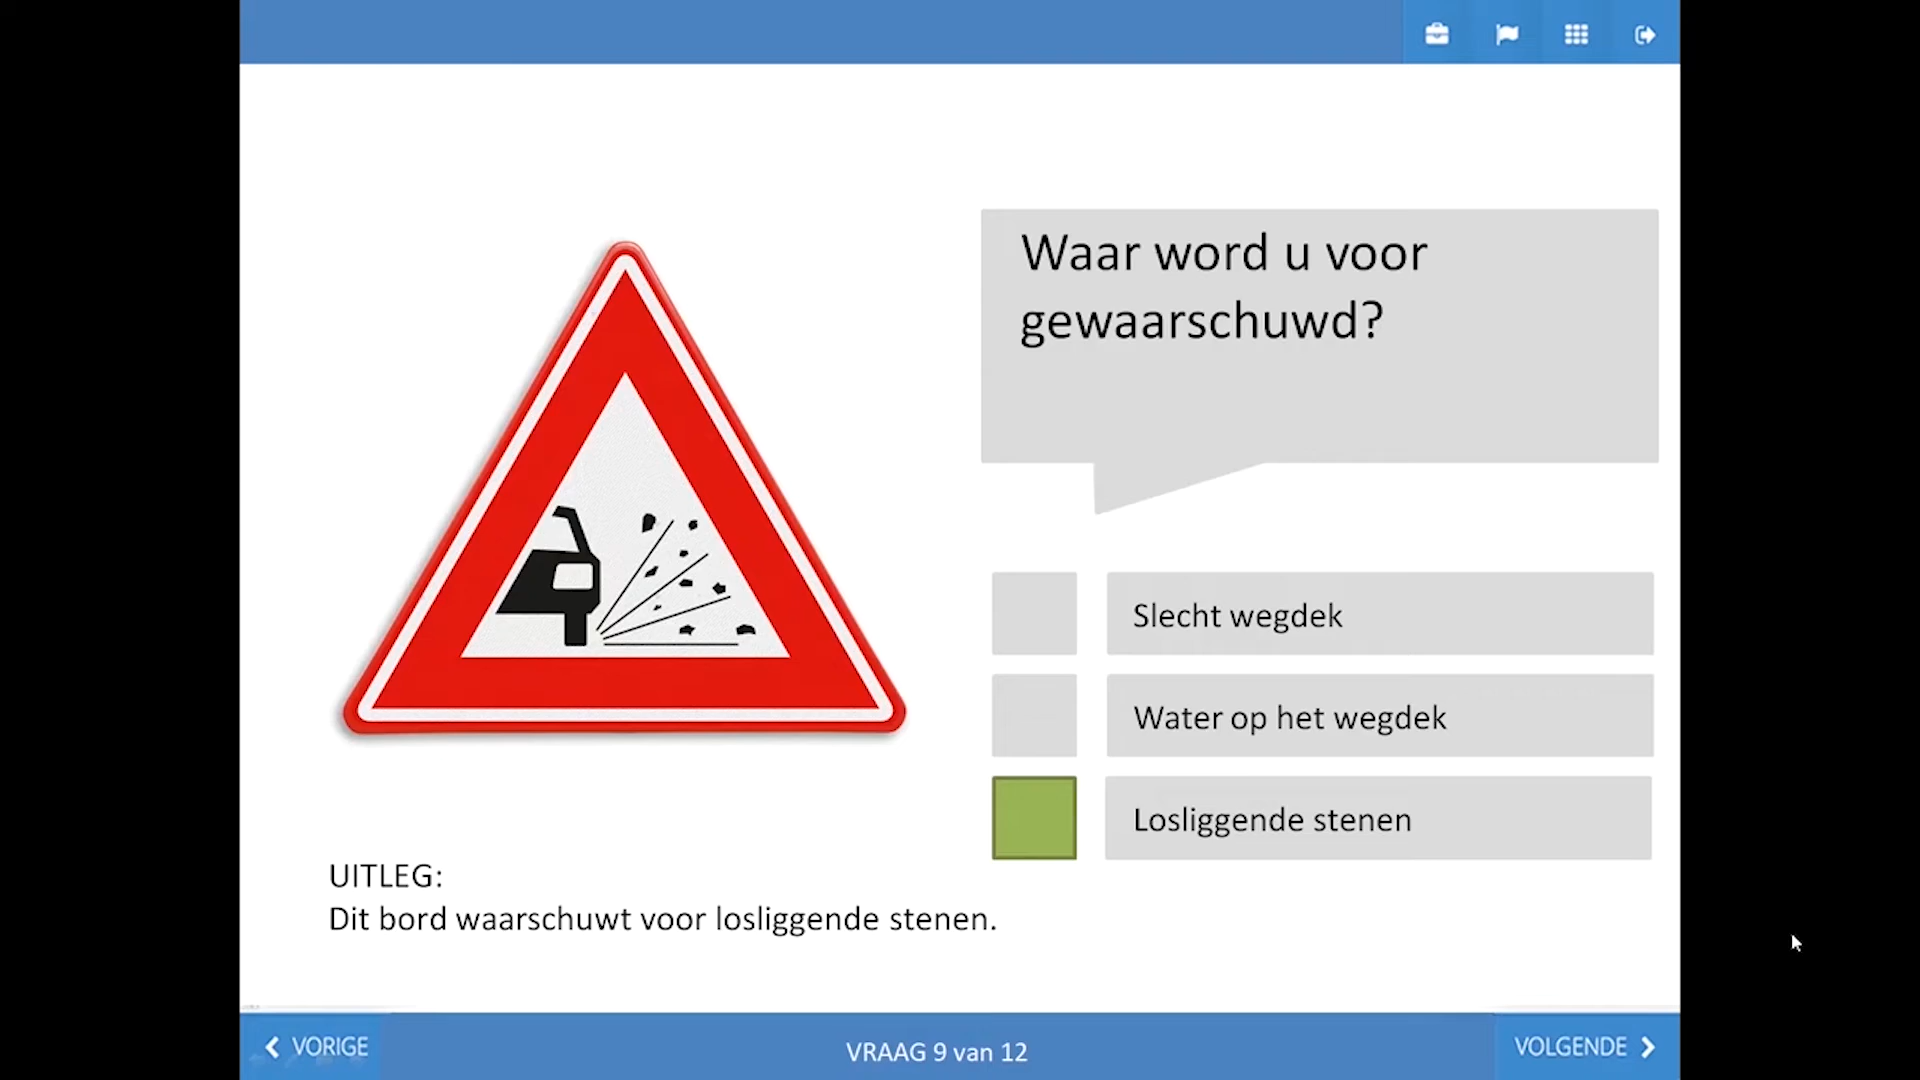 Waar word u voor
gewaarschuwd?
Slecht wegdek
Water op het wegdek
Losliggende stenen
UITLEG:
Dit bord waarschuwt voor losliggende stenen.
VORIGE
VRAAG 9 van 12
VOLGENDE